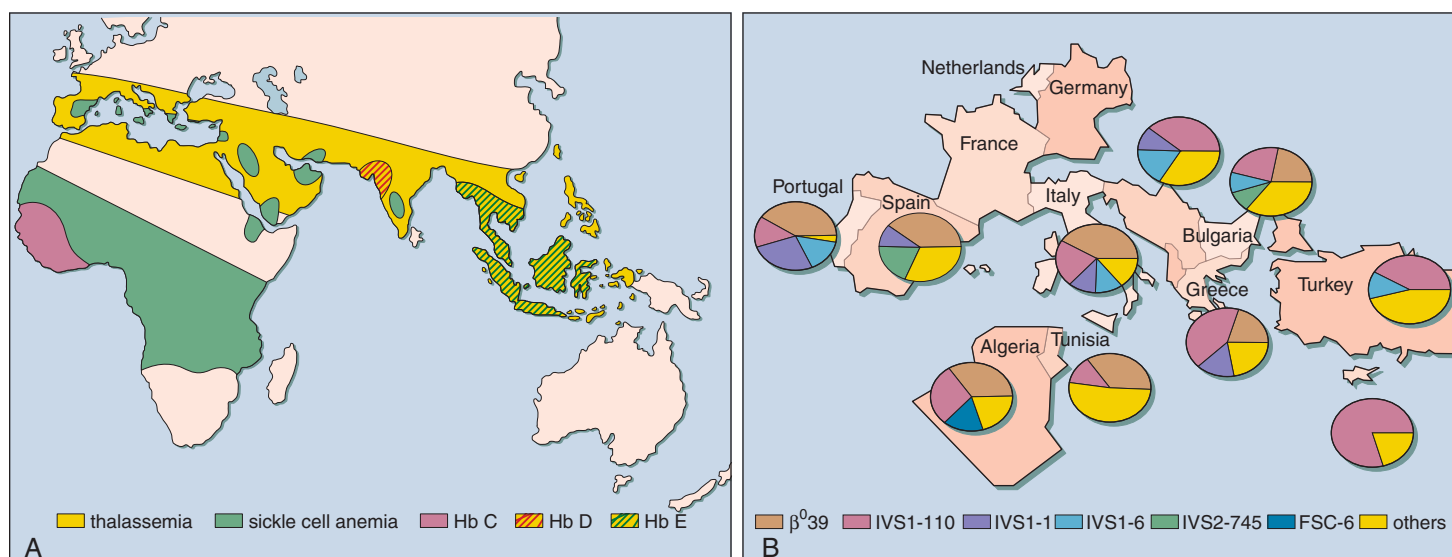 thalassemia sickle cell anemia Hb C Hb D Hb E
A
Netherlands
Germany
France
Portugal
Spain
Italy
Bulgaria
Greece
Turkey
Algeria
Tunisia
β⁰39 IVS1-110 IVS1-1 IVS1-6 IVS2-745 FSC-6 others
B